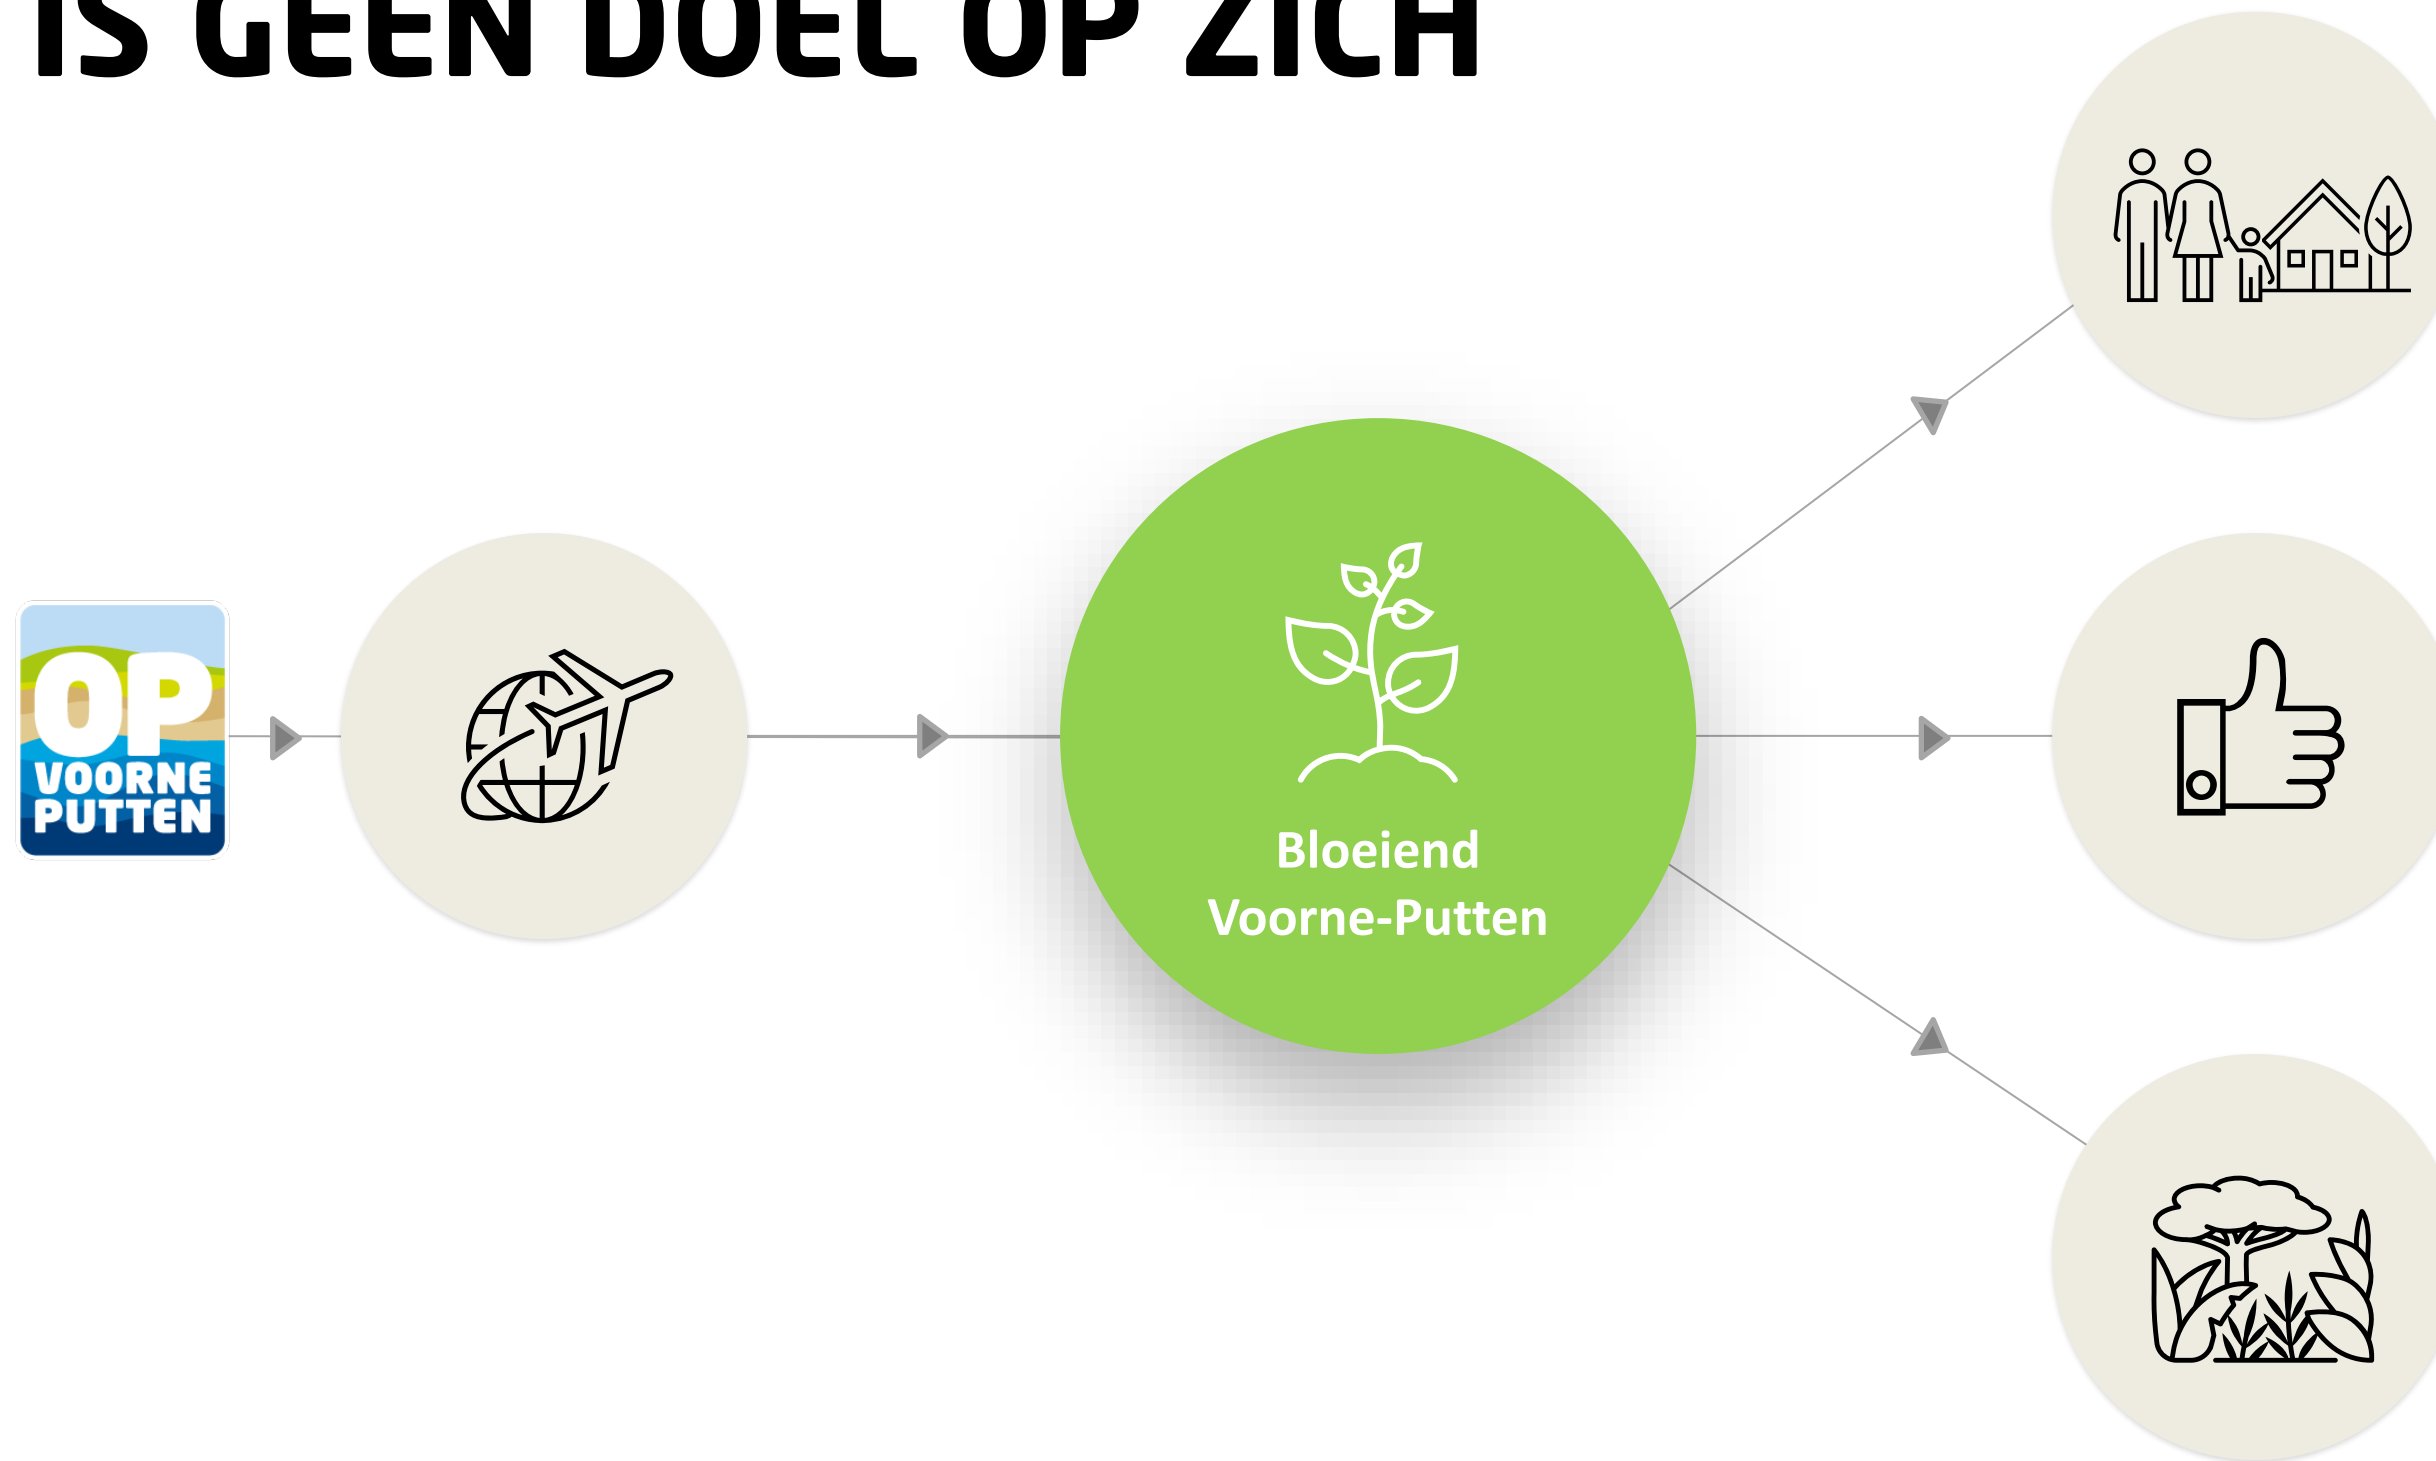 IS GEEN DOEL OP ZICH
OP
VOORNE
PUTTEN
Bloeiend
Voorne-Putten